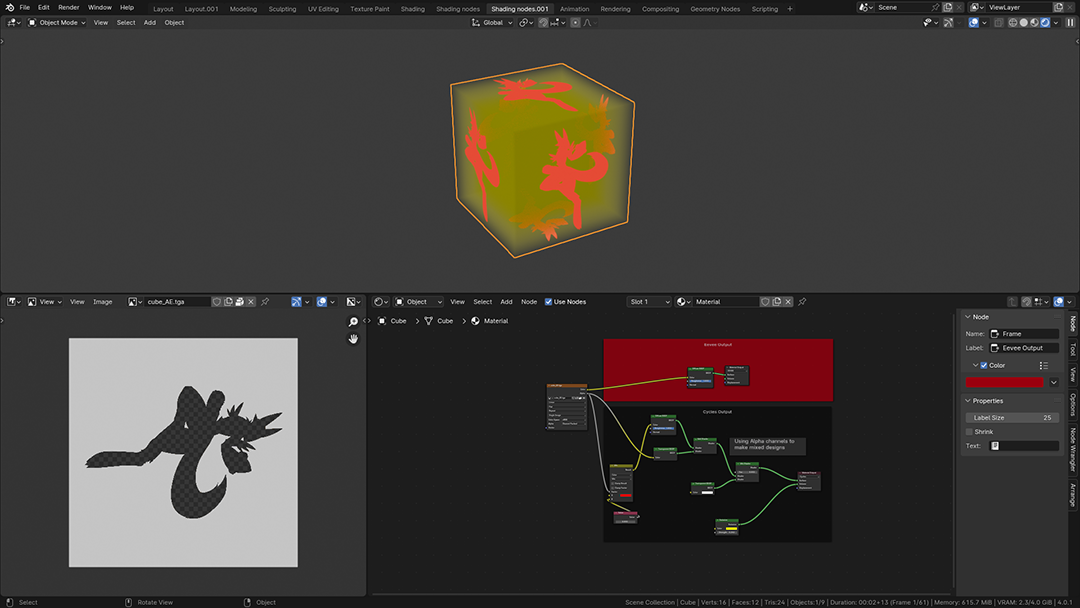 File Edit Render Window Help Layout Layout.001 Modeling Sculpting UV Editing Texture Paint Shading Shading nodes Shading nodes.001 Animation Rendering Compositing Geometry Nodes Scripting + Scene ViewLayer
Object Mode View Select Add Object Global
View View Image cube_AE.tga
Object View Select Add Node Use Nodes Slot 1 Material
Cube Cube Material
Node
Name: Frame
Label: Eevee Output
Color
Properties
Label Size 25
Shrink
Text:
Node
Tool
View
Options
Node Wrangler
Arrange
Eevee Output
Cycles Output
Using Alpha channels to
make mixed designs
Select Rotate View Object Scene Collection | Cube | Verts:16 | Faces:12 | Tris:24 | Objects:1/9 | Duration: 00:02+13 (Frame 1/61) | Memory: 615.7 MiB | VRAM: 2.3/4.0 GiB | 4.0.1